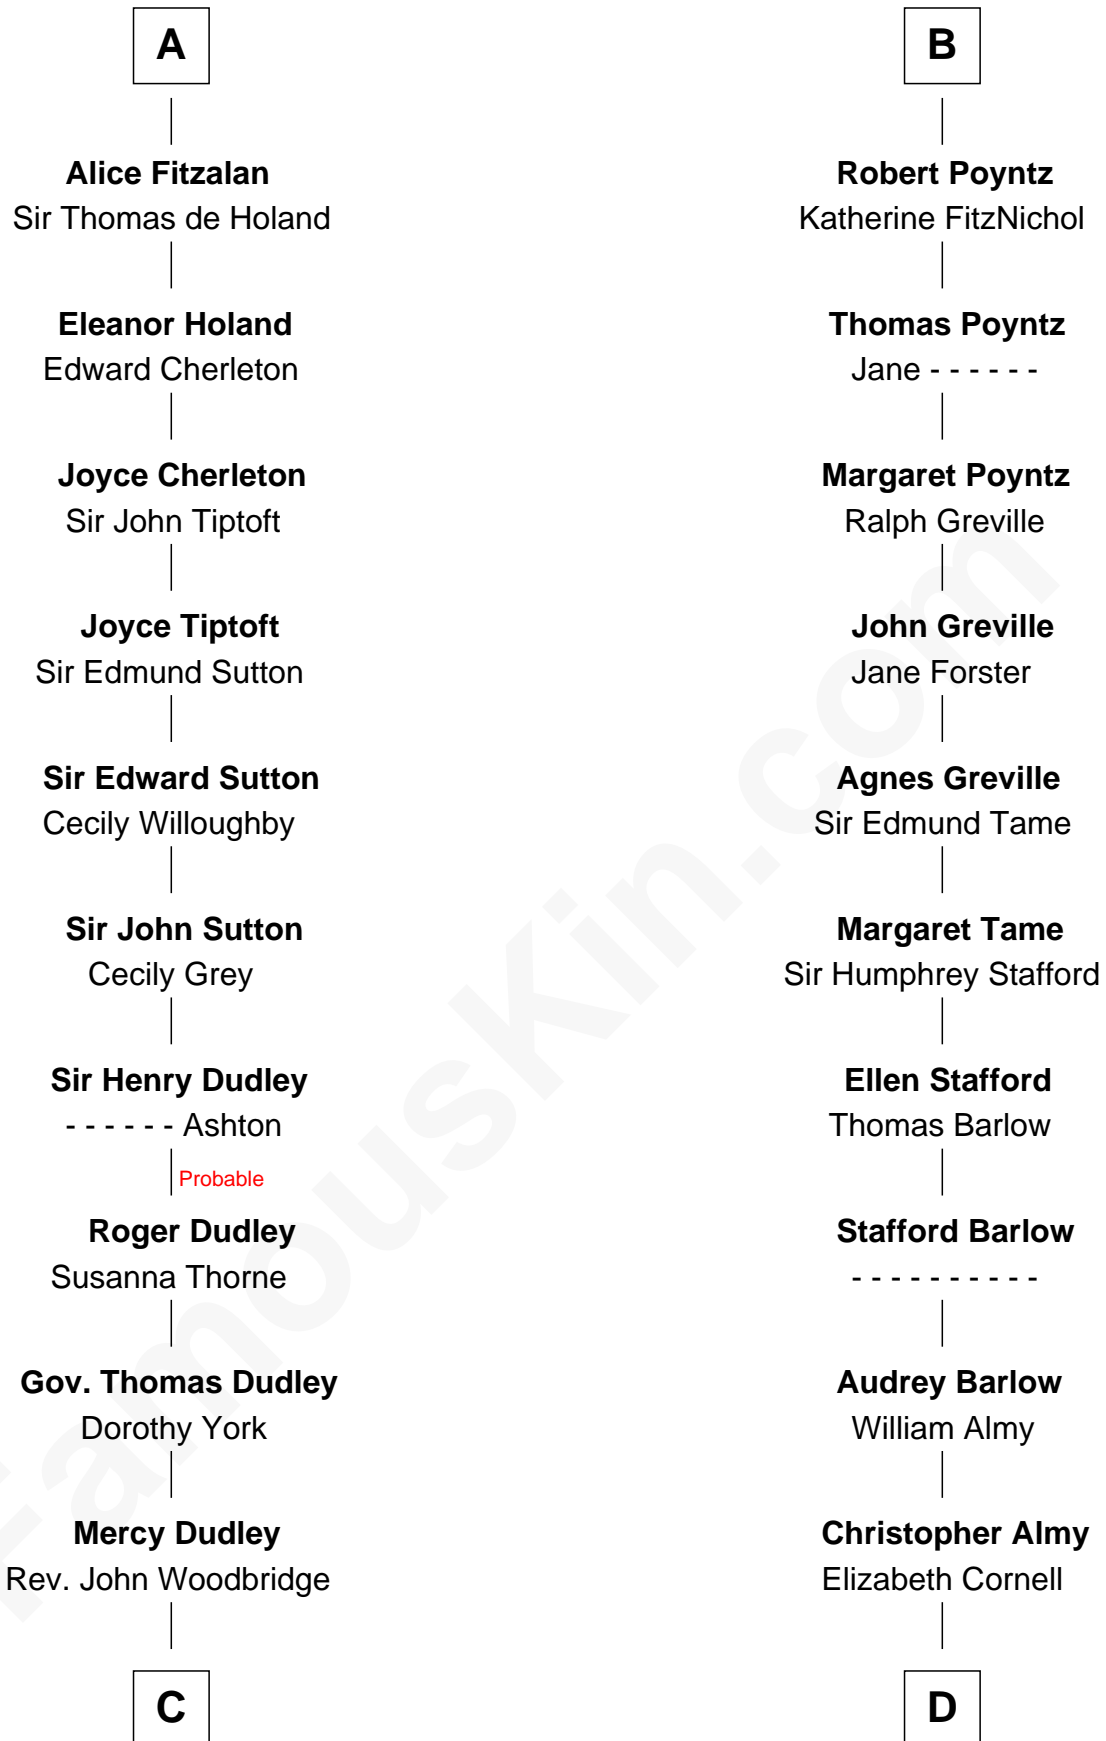 A
Alice Fitzalan
Sir Thomas de Holand
Eleanor Holand
Edward Cherleton
Joyce Cherleton
Sir John Tiptoft
Joyce Tiptoft
Sir Edmund Sutton
Sir Edward Sutton
Cecily Willoughby
Sir John Sutton
Cecily Grey
Sir Henry Dudley
- - - - - - Ashton
Probable
Roger Dudley
Susanna Thorne
Gov. Thomas Dudley
Dorothy York
Mercy Dudley
Rev. John Woodbridge
C
B
Robert Poyntz
Katherine FitzNichol
Thomas Poyntz
Jane - - - - - -
Margaret Poyntz
Ralph Greville
John Greville
Jane Forster
Agnes Greville
Sir Edmund Tame
Margaret Tame
Sir Humphrey Stafford
Ellen Stafford
Thomas Barlow
Stafford Barlow
- - - - - - - - - -
Audrey Barlow
William Almy
Christopher Almy
Elizabeth Cornell
D
FamousKin.com